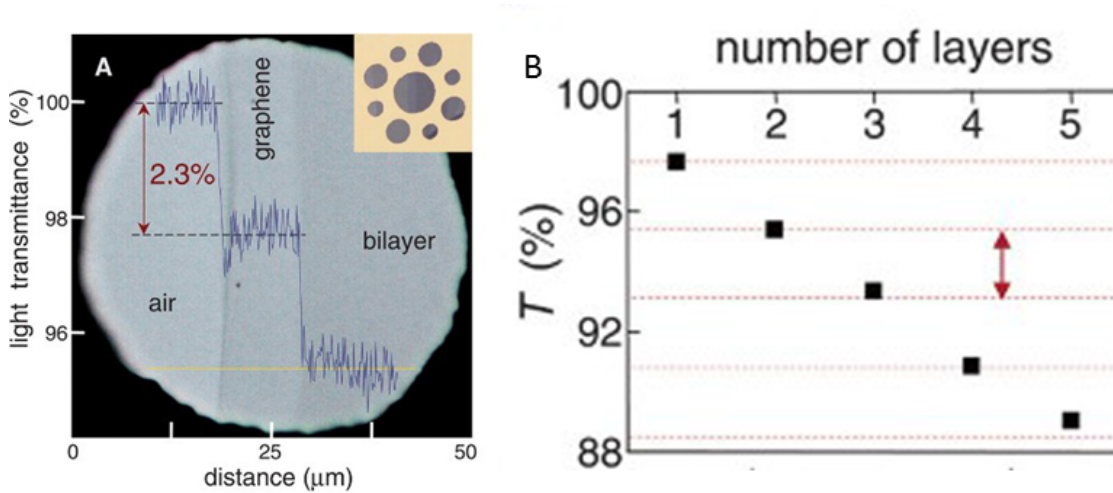 A
light transmittance (%)
100
98
96
2.3%
graphene
air
bilayer
0
25
50
distance (μm)
B
number of layers
1 2 3 4 5
T (%)
100
96
92
88